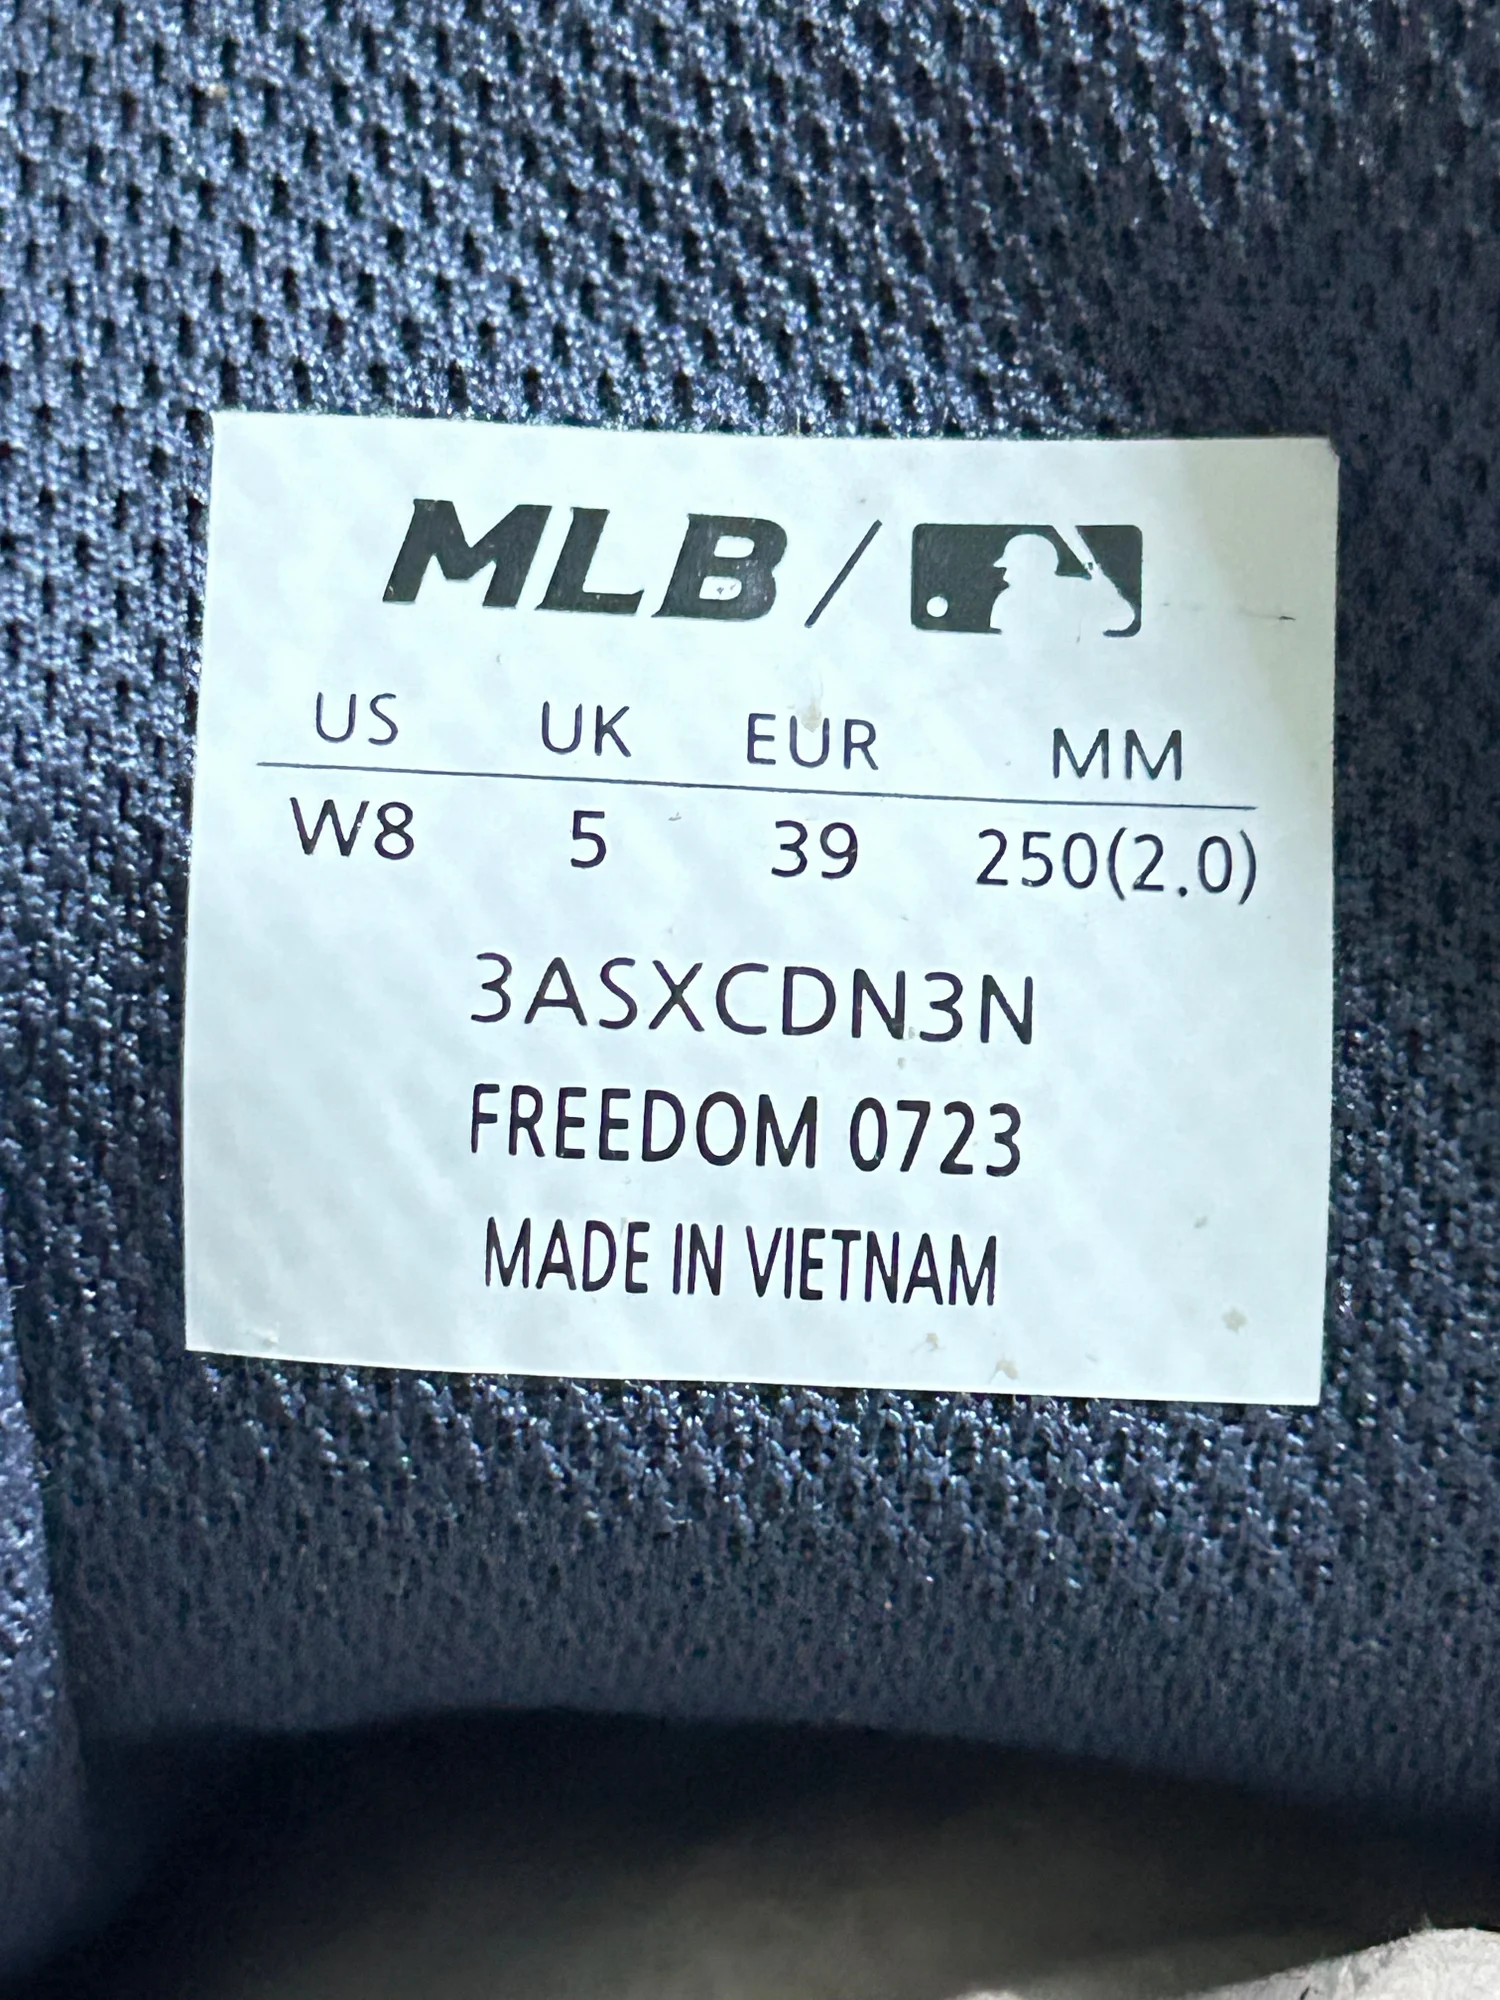 MLB /
US UK EUR MM
W8 5 39 250(2.0)
3ASXCDN3N
FREEDOM 0723
MADE IN VIETNAM